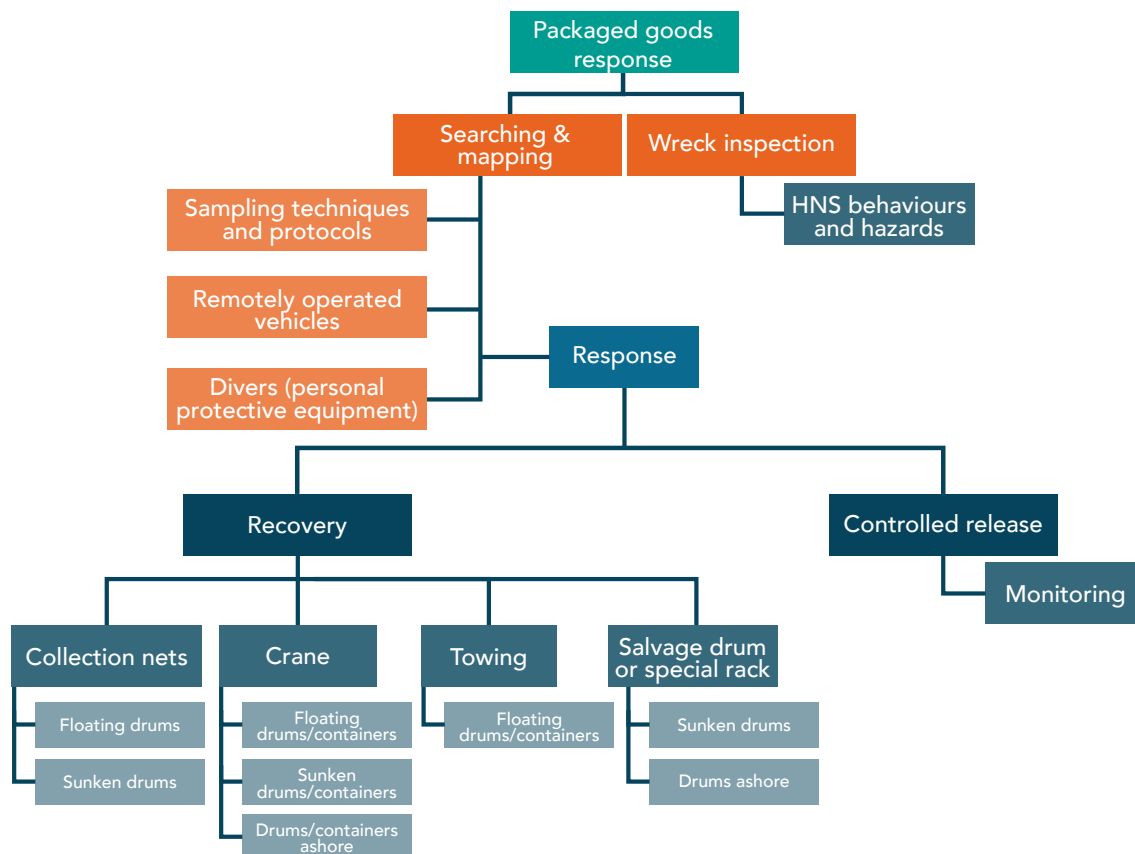 Packaged goods
response
Searching &
mapping
Wreck inspection
Sampling techniques
and protocols
HNS behaviours
and hazards
Remotely operated
vehicles
Response
Divers (personal
protective equipment)
Recovery
Controlled release
Monitoring
Collection nets
Crane
Towing
Salvage drum
or special rack
Floating drums
Floating
drums/containers
Floating
drums/containers
Sunken drums
Sunken drums
Sunken
drums/containers
Drums ashore
Drums/containers
ashore